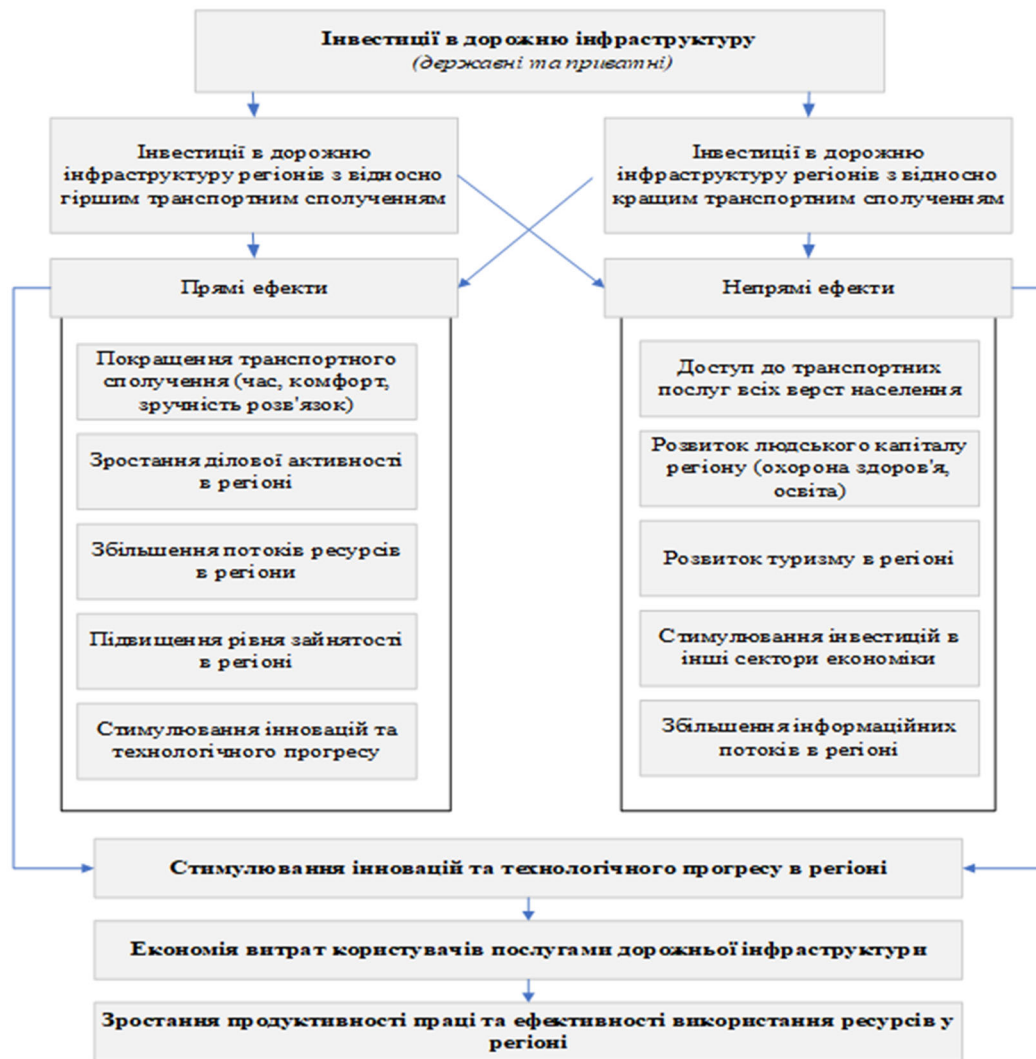 Інвестиції в дорожню інфраструктуру
(державні та приватні)
Інвестиції в дорожню
інфраструктуру регіонів з відносно
гіршим транспортним сполученням
Інвестиції в дорожню
інфраструктуру регіонів з відносно
кращим транспортним сполученням
Прямі ефекти
Покращення транспортного
сполучення (час, комфорт,
зручність розв'язок)
Зростання ділової активності
в регіоні
Збільшення потоків ресурсів
в регіони
Підвищення рівня зайнятості
в регіоні
Стимулювання інновацій та
технологічного прогресу
Непрямі ефекти
Доступ до транспортних
послуг всіх верст населення
Розвиток людського капіталу
регіону (охорона здоров'я,
освіта)
Розвиток туризму в регіоні
Стимулювання інвестицій в
інші сектори економіки
Збільшення інформаційних
потоків в регіоні
Стимулювання інновацій та технологічного прогресу в регіоні
Економія витрат користувачів послугами дорожньої інфраструктури
Зростання продуктивності праці та ефективності використання ресурсів у
регіоні